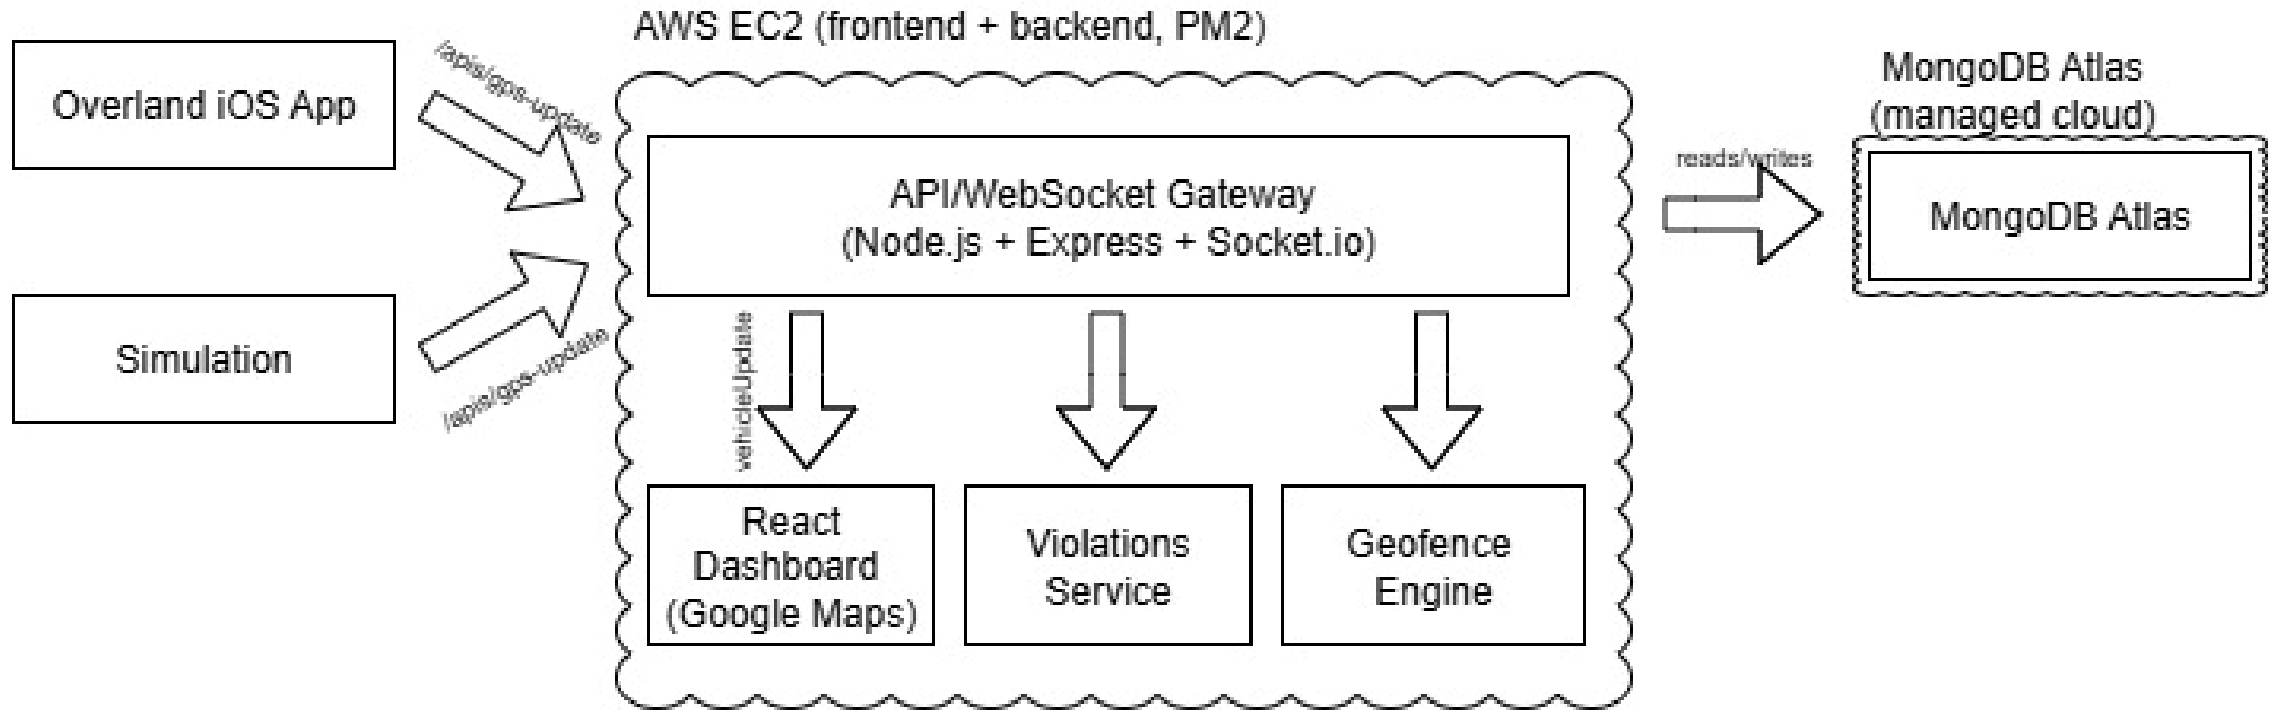 AWS EC2 (frontend + backend, PM2)
Overland iOS App
/apis/gps-update
Simulation
/apis/gps-update
API/WebSocket Gateway
(Node.js + Express + Socket.io)
vehicleUpdate
React
Dashboard
(Google Maps)
Violations
Service
Geofence
Engine
reads/writes
MongoDB Atlas
(managed cloud)
MongoDB Atlas